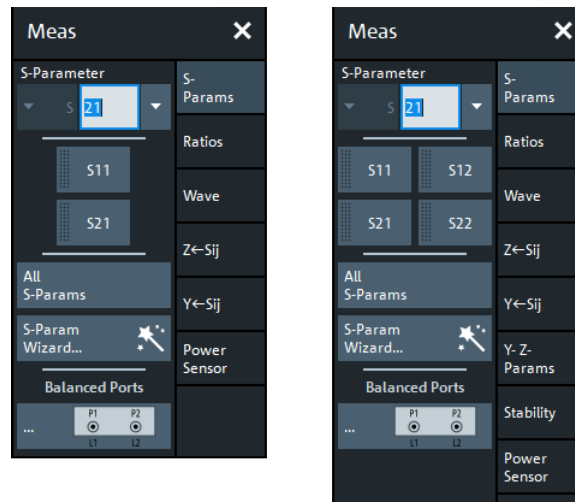 Meas
S-Parameter
S 21
S11
S21
All
S-Params
S-Param
Wizard...
Balanced Ports
...
P1 P2
L1 L2
S-
Params
Ratios
Wave
Z←Sij
Y←Sij
Power
Sensor
Meas
S-Parameter
S 21
S11 S12
S21 S22
All
S-Params
S-Param
Wizard...
Balanced Ports
...
P1 P2
L1 L2
S-
Params
Ratios
Wave
Z←Sij
Y←Sij
Y- Z-
Params
Stability
Power
Sensor